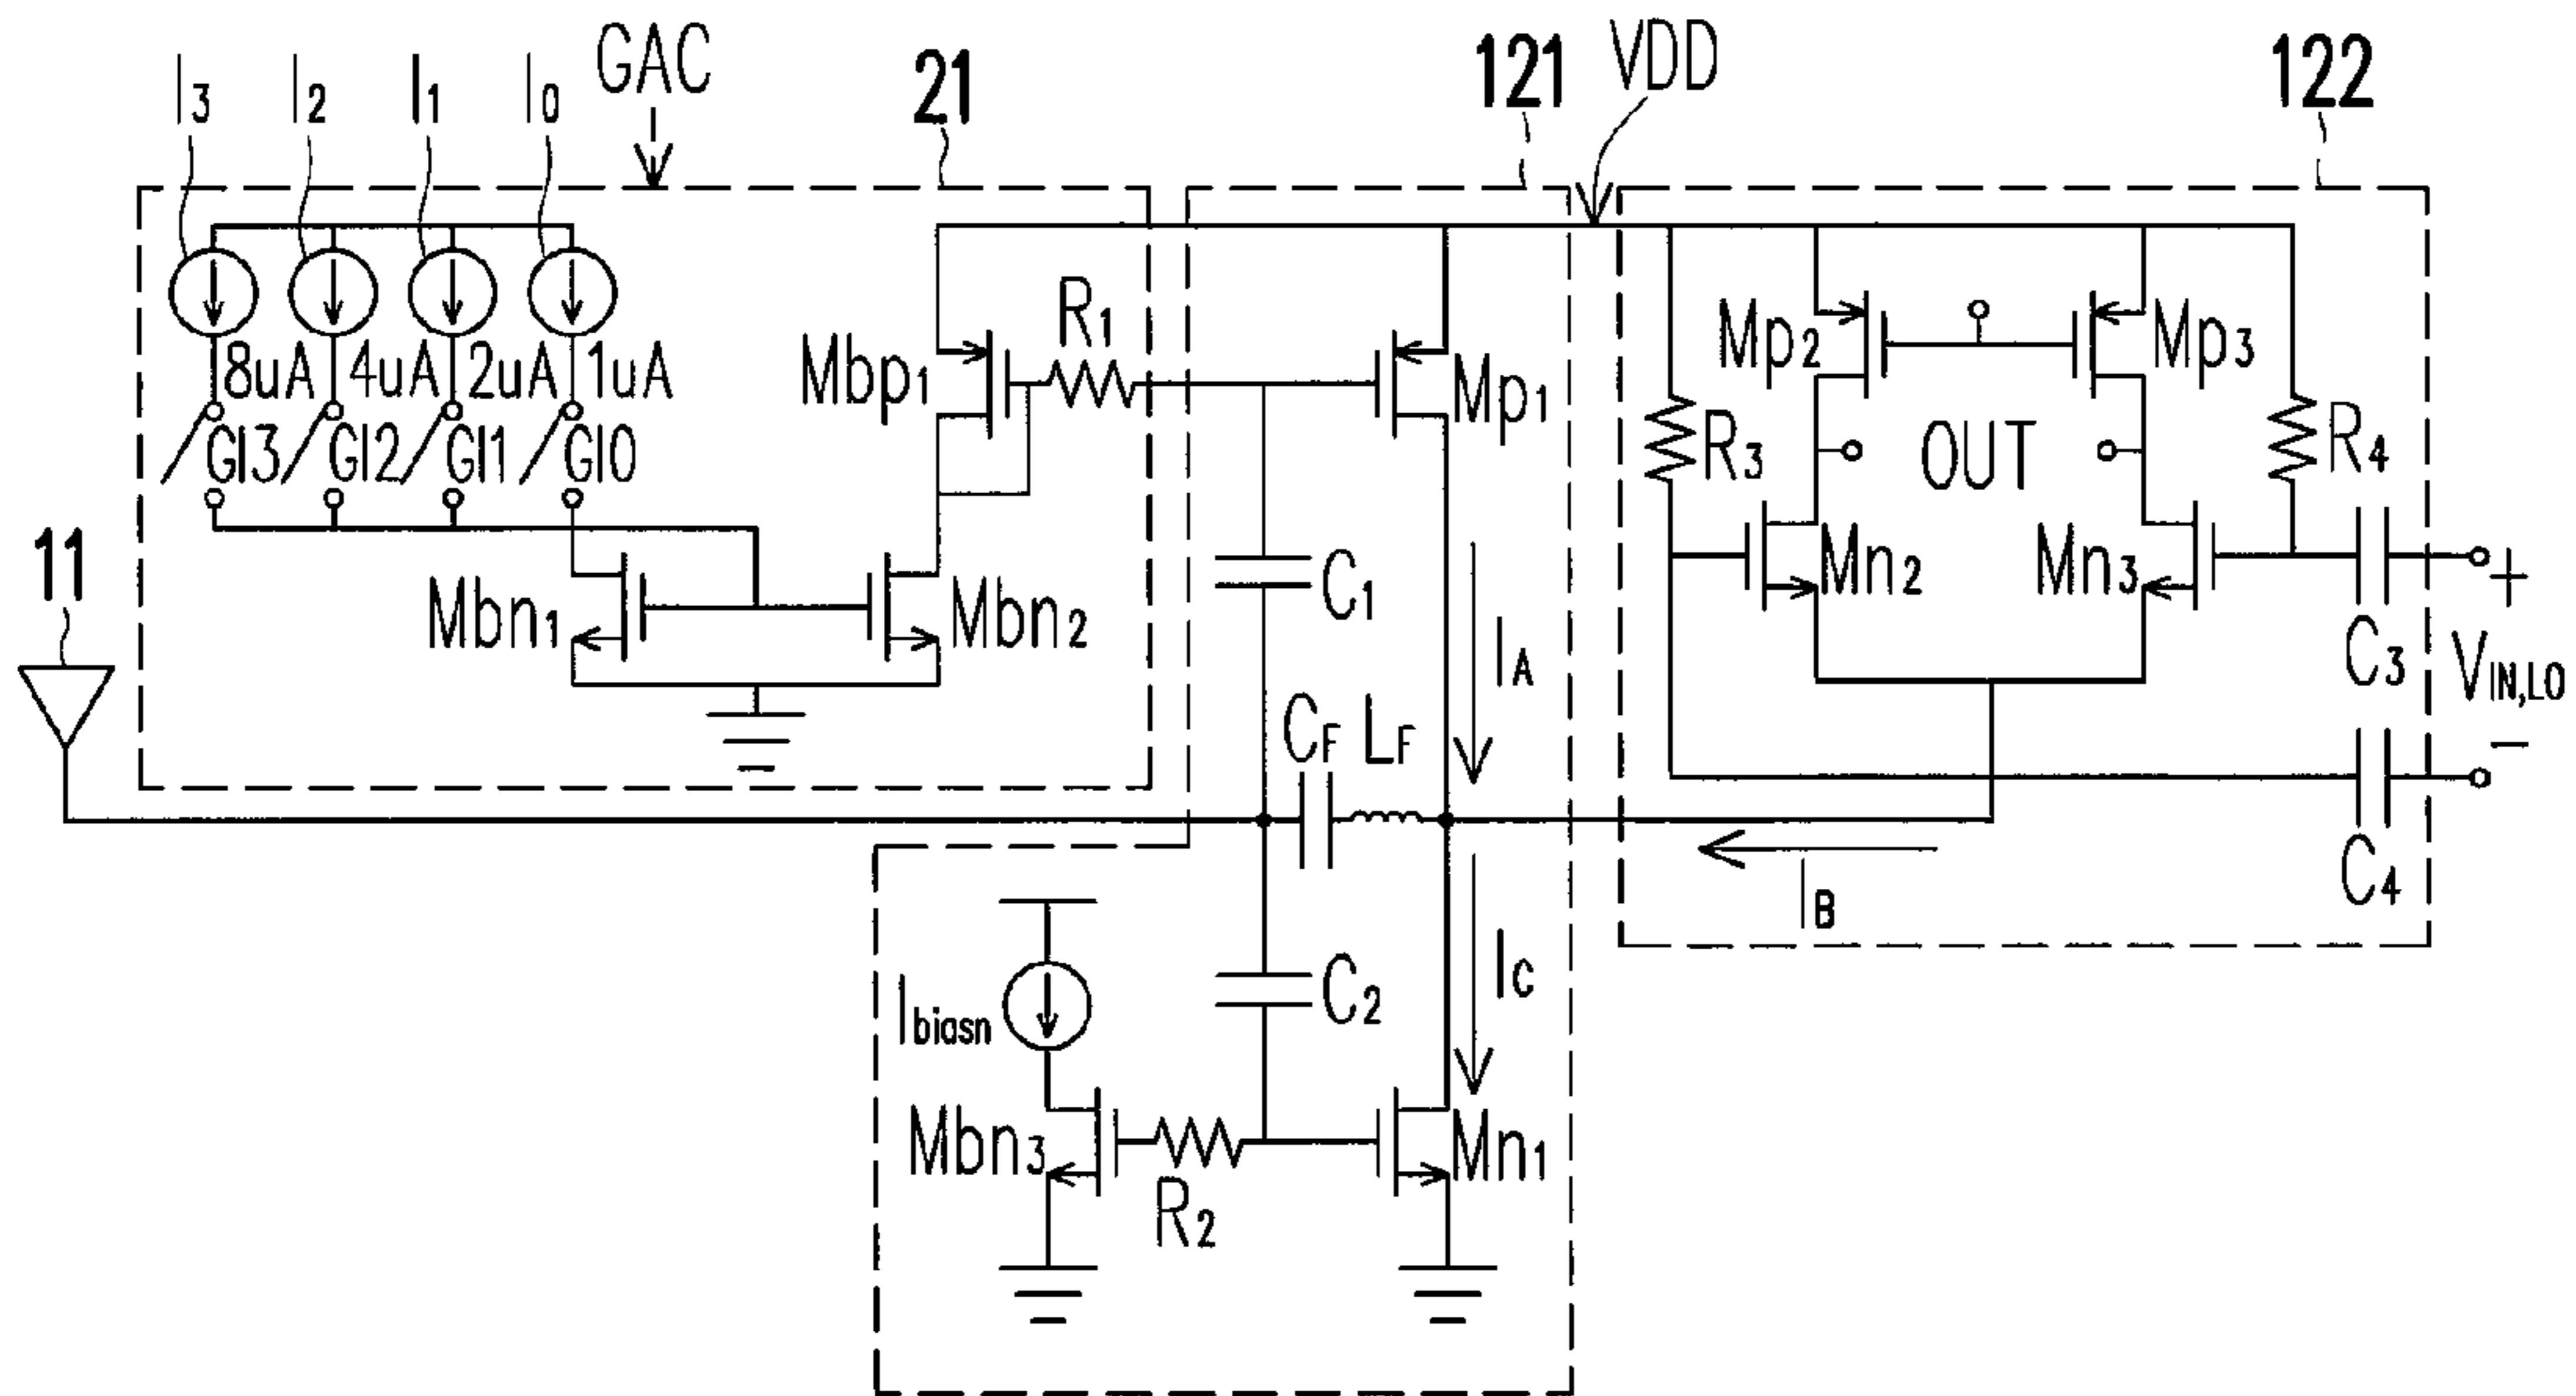 I3 I2 I1 I0 GAC 21 121 VDD 122
8uA 4uA 2uA 1uA
GI3 GI2 GI1 GI0
Mbp1 R1 Mp1
Mp2 Mp3
R3 OUT R4
11
Mbn1 Mbn2
C1
Mn2 Mn3
C3 +
VIN,LO
−
CF LF IA
C4
IB
Ibiasn C2 IC
Mbn3 R2 Mn1